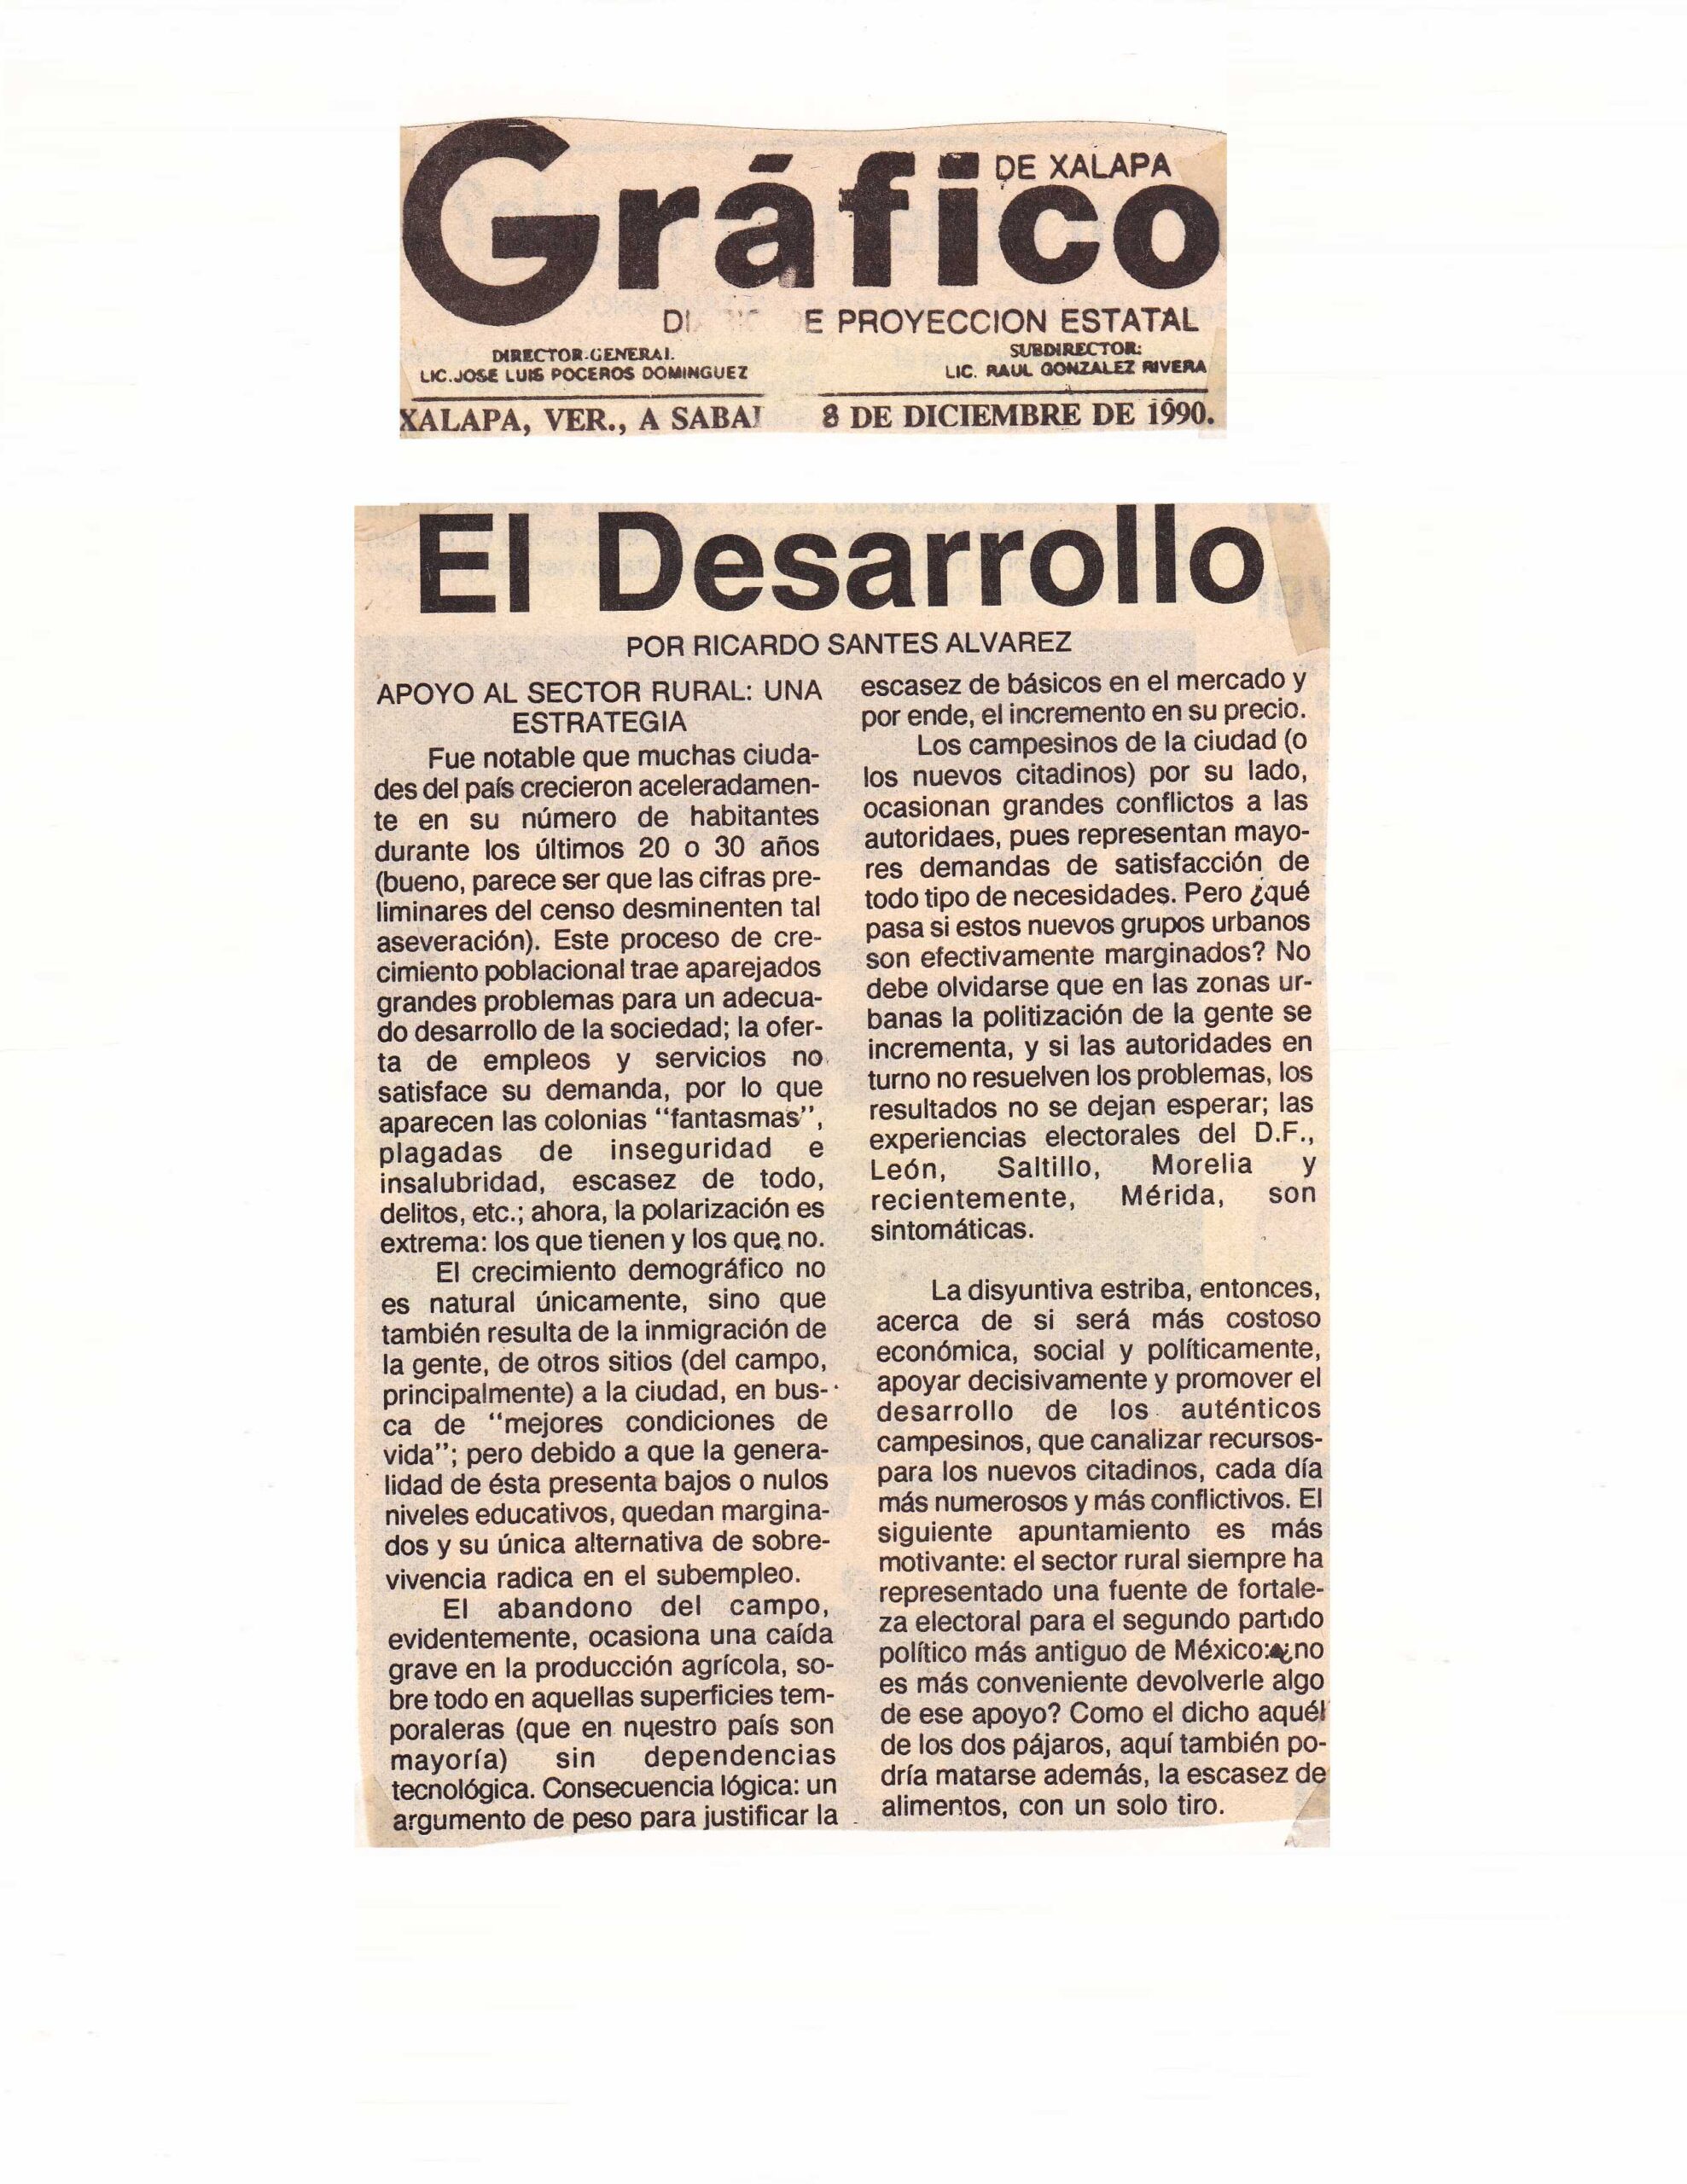 Gráfico
DE XALAPA
E PROYECCION ESTATAL
DIRECTOR GENERAL
LIC. JOSE LUIS POCEROS DOMINGUEZ
SUBDIRECTOR:
LIC. RAUL GONZALEZ RIVERA
XALAPA, VER., A 8 DE DICIEMBRE DE 1990.
El Desarrollo
POR RICARDO SANTES ALVAREZ
APOYO AL SECTOR RURAL: UNA
ESTRATEGIA
Fue notable que muchas ciuda-
des del país crecieron aceleradamen-
te en su número de habitantes
durante los últimos 20 o 30 años
(bueno, parece ser que las cifras pre-
liminares del censo desminenten tal
aseveración). Este proceso de cre-
cimiento poblacional trae aparejados
grandes problemas para un adecua-
do desarrollo de la sociedad; la ofer-
ta de empleos y servicios no
satisface su demanda, por lo que
aparecen las colonias "fantasmas",
plagadas de inseguridad e
insalubridad, escasez de todo,
delitos, etc.; ahora, la polarización es
extrema: los que tienen y los que no.
El crecimiento demográfico no
es natural únicamente, sino que
también resulta de la inmigración de
la gente, de otros sitios (del campo,
principalmente) a la ciudad, en bus-
ca de "mejores condiciones de
vida"; pero debido a que la genera-
lidad de ésta presenta bajos o nulos
niveles educativos, quedan margina-
dos y su única alternativa de sobre-
vivencia radica en el subempleo.
El abandono del campo,
evidentemente, ocasiona una caída
grave en la producción agrícola, so-
bre todo en aquellas superficies tem-
poraleras (que en nuestro país son
mayoría) sin dependencias
tecnológica. Consecuencia lógica: un
argumento de peso para justificar la
escasez de básicos en el mercado y
por ende, el incremento en su precio.
Los campesinos de la ciudad (o
los nuevos citadinos) por su lado,
ocasionan grandes conflictos a las
autoridaes, pues representan mayo-
res demandas de satisfacción de
todo tipo de necesidades. Pero ¿qué
pasa si estos nuevos grupos urbanos
son efectivamente marginados? No
debe olvidarse que en las zonas ur-
banas la politización de la gente se
incrementa, y si las autoridades en
turno no resuelven los problemas, los
resultados no se dejan esperar; las
experiencias electorales del D.F.,
León, Saltillo, Morelia y
recientemente, Mérida, son
sintomáticas.
La disyuntiva estriba, entonces,
acerca de si será más costoso
económica, social y políticamente,
apoyar decisivamente y promover el
desarrollo de los auténticos
campesinos, que canalizar recursos-
para los nuevos citadinos, cada día
más numerosos y más conflictivos. El
siguiente apuntamiento es más
motivante: el sector rural siempre ha
representado una fuente de fortale-
za electoral para el segundo partido
político más antiguo de México: ¿no
es más conveniente devolverle algo
de ese apoyo? Como el dicho aquél
de los dos pájaros, aquí también po-
dría matarse además, la escasez de
alimentos, con un solo tiro.